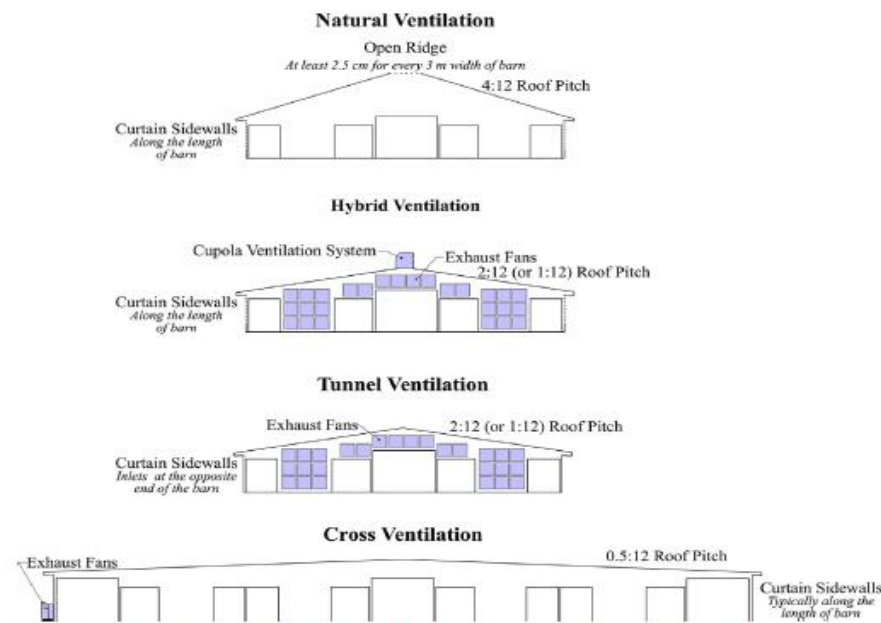 Natural Ventilation
Open Ridge
At least 2.5 cm for every 3 m width of barn
4:12 Roof Pitch
Curtain Sidewalls
Along the length
of barn
Hybrid Ventilation
Cupola Ventilation System
Exhaust Fans
2:12 (or 1:12) Roof Pitch
Curtain Sidewalls
Along the length
of barn
Tunnel Ventilation
Exhaust Fans
2:12 (or 1:12) Roof Pitch
Curtain Sidewalls
Inlets at the opposite
end of the barn
Cross Ventilation
Exhaust Fans
0.5:12 Roof Pitch
Curtain Sidewalls
Typically along the
length of barn